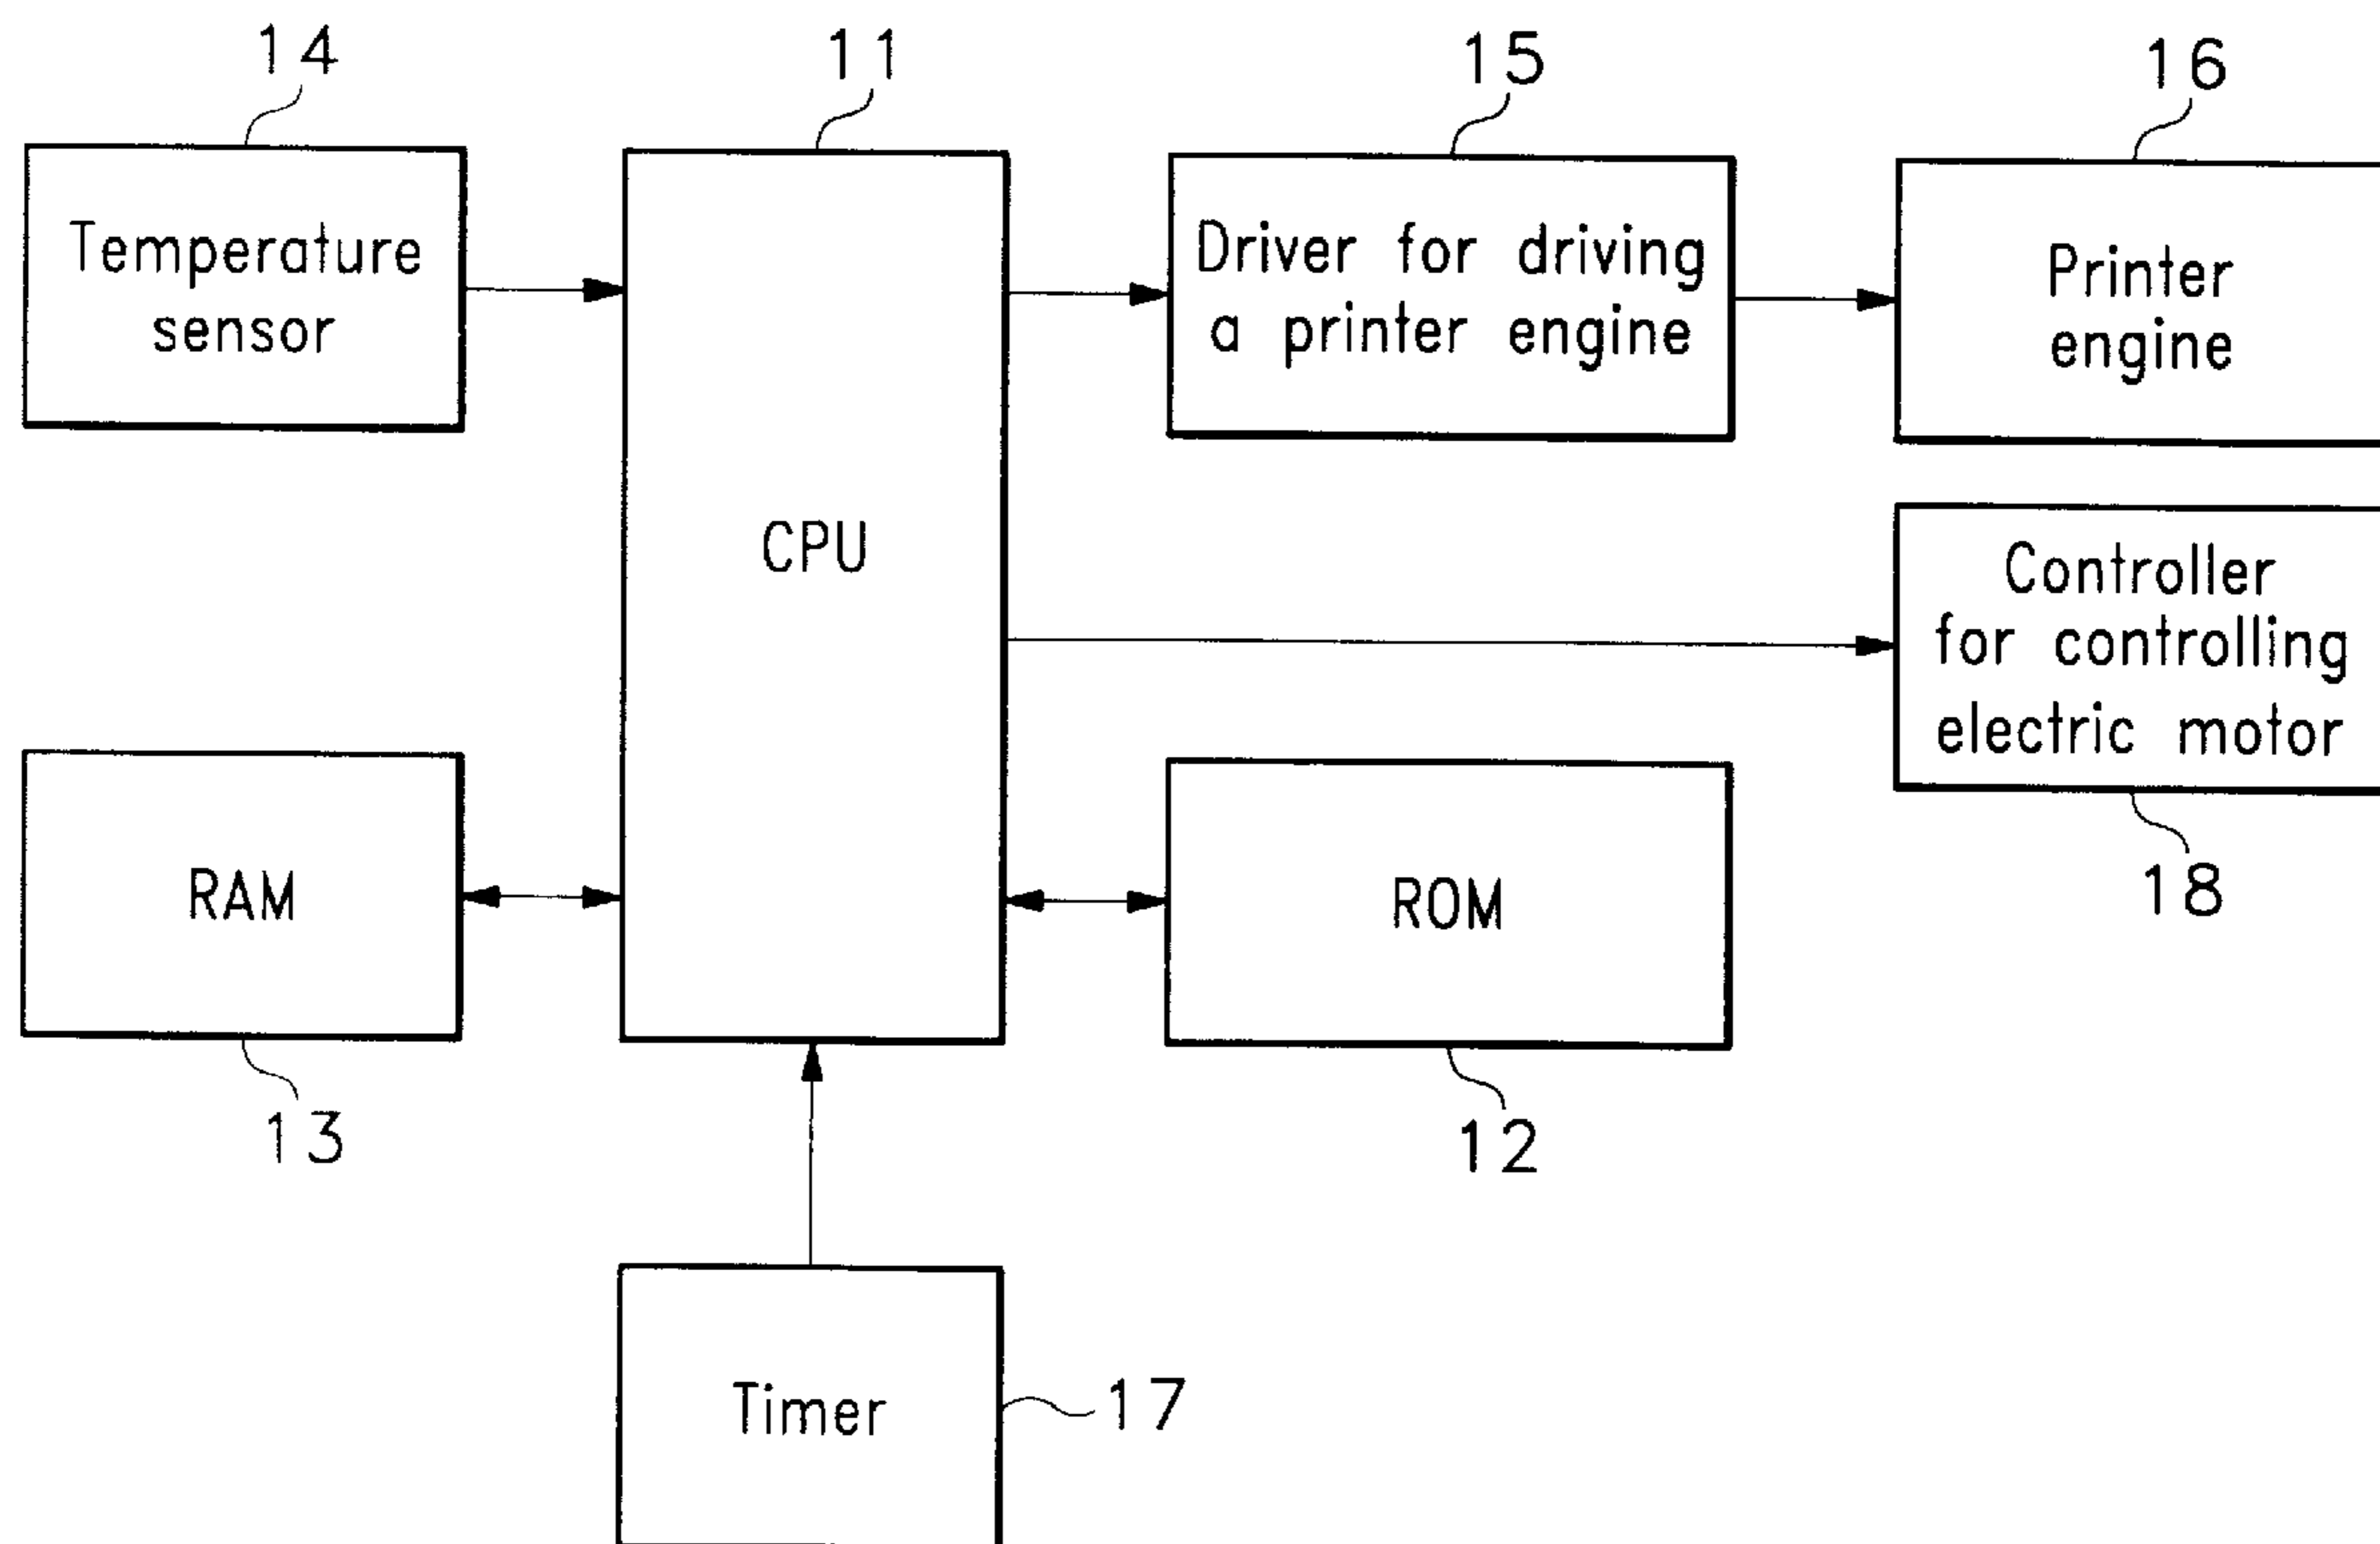 14
11
15
16
Temperature
sensor
CPU
Driver for driving
a printer engine
Printer
engine
Controller
for controlling
electric motor
18
RAM
13
ROM
12
Timer
17